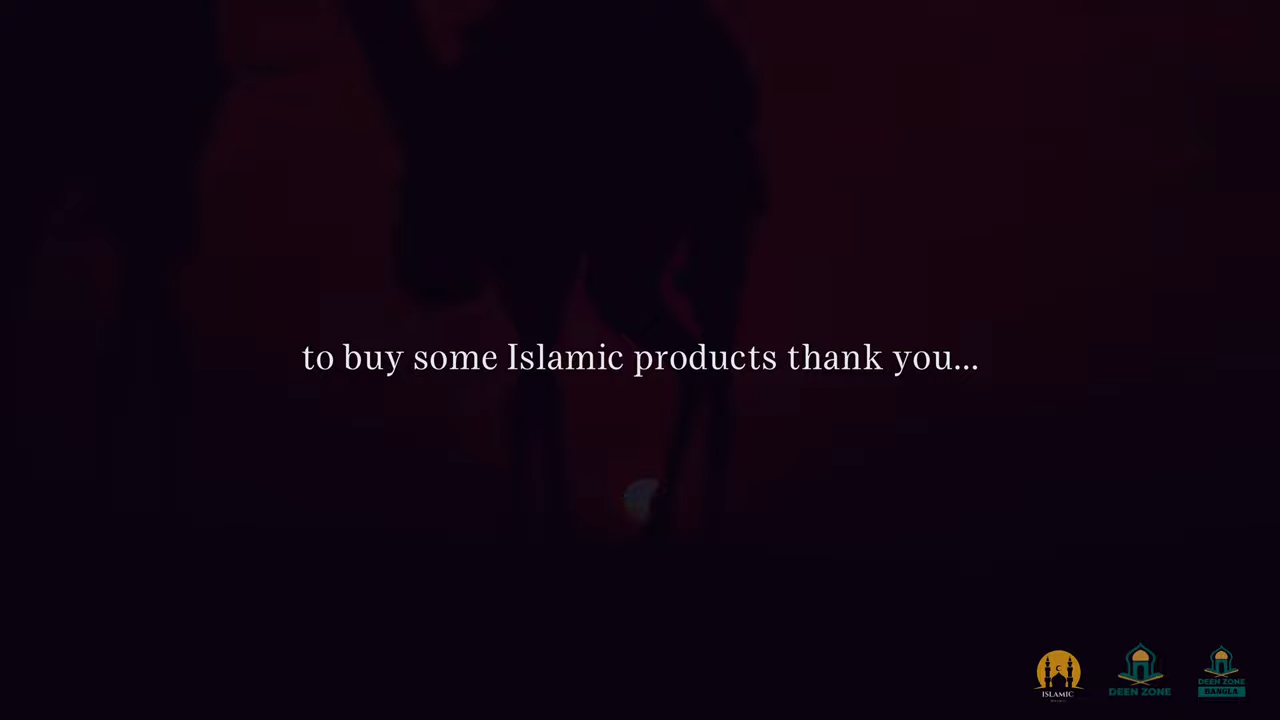 to buy some Islamic products thank you...
ISLAMIC
DEEN ZONE
DEEN ZONE
BANGLA